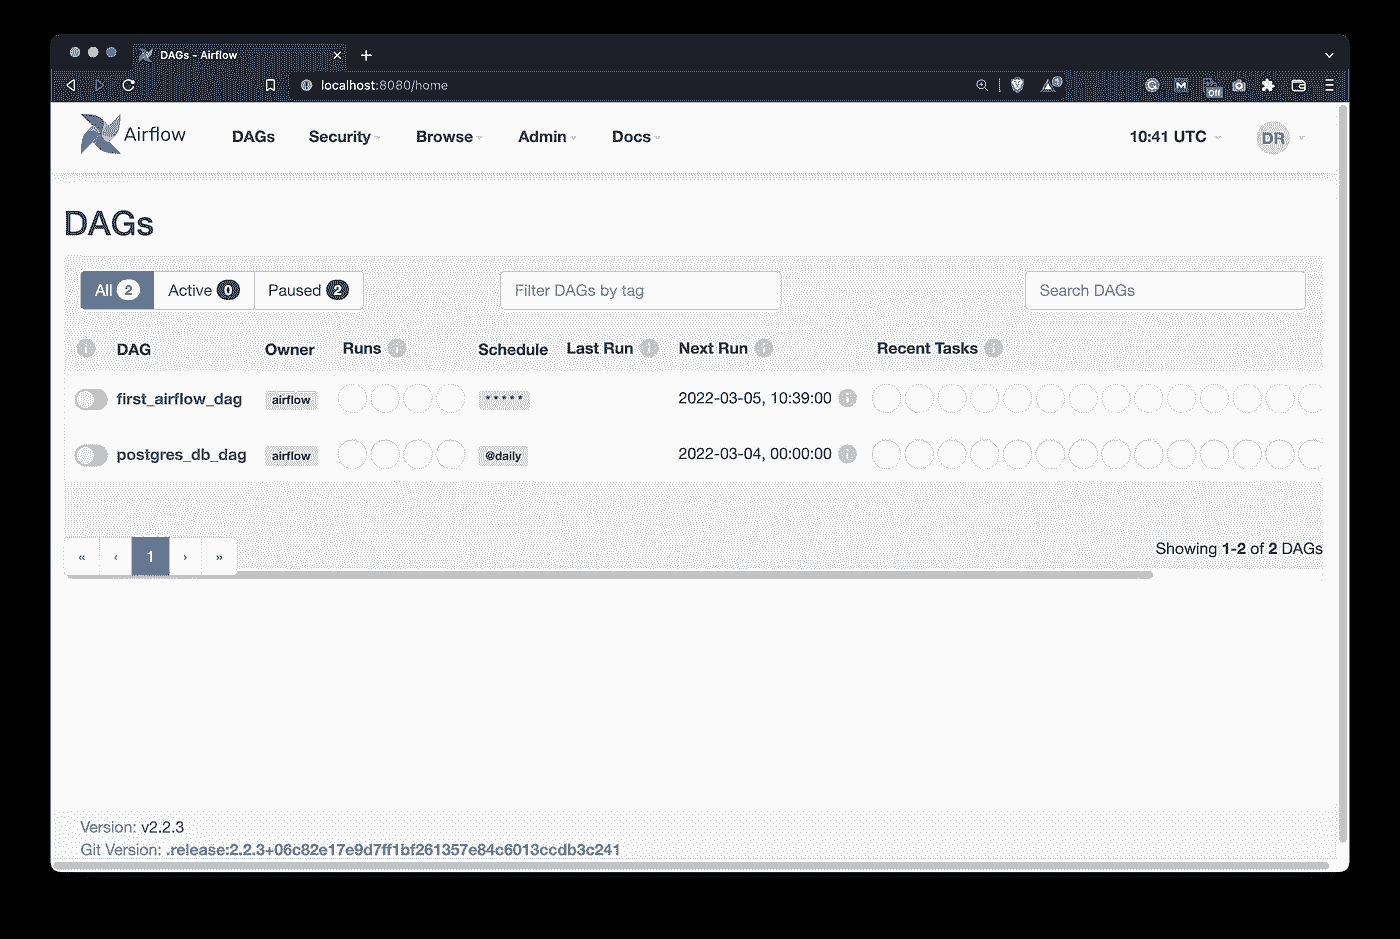 DAGs - Airflow
localhost:8080/home
Off
Airflow DAGs Security Browse Admin Docs 10:41 UTC DR
DAGs
All 2 Active 0 Paused 2 Filter DAGs by tag Search DAGs
DAG Owner Runs Schedule Last Run Next Run Recent Tasks
first_airflow_dag airflow * * * * * 2022-03-05, 10:39:00
postgres_db_dag airflow @daily 2022-03-04, 00:00:00
« ‹ 1 › » Showing 1-2 of 2 DAGs
Version: v2.2.3
Git Version: .release:2.2.3+06c82e17e9d7ff1bf261357e84c6013ccdb3c241